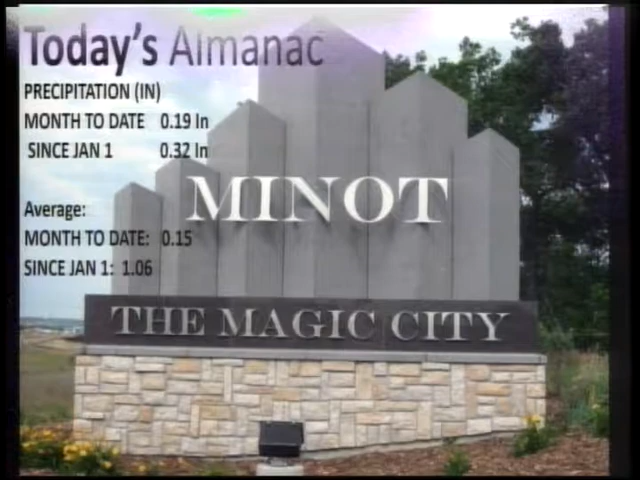 Today's Almanac
PRECIPITATION (IN)
MONTH TO DATE 0.19 In
SINCE JAN 1 0.32 In
Average:
MONTH TO DATE: 0.15
SINCE JAN 1: 1.06
MINOT
THE MAGIC CITY